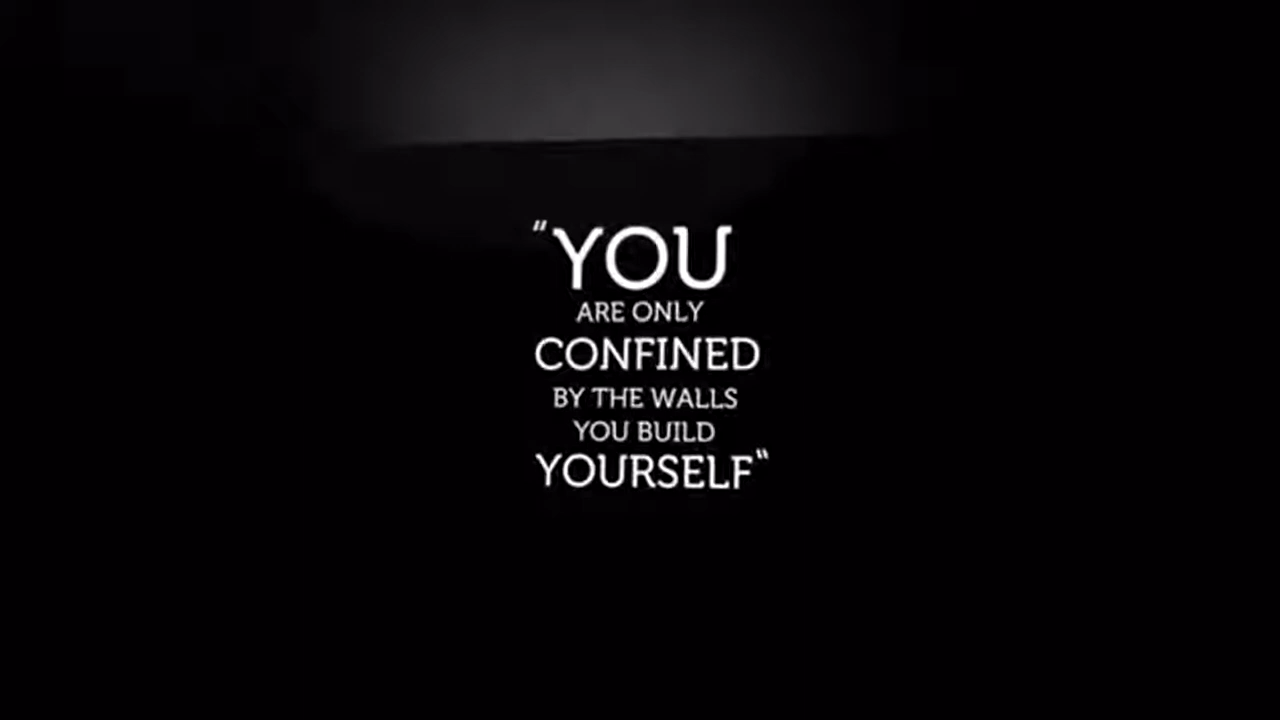 "YOU
ARE ONLY
CONFINED
BY THE WALLS
YOU BUILD
YOURSELF"